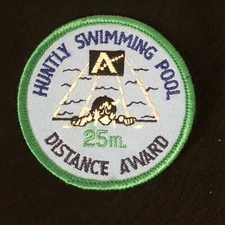 HUNTLY SWIMMING POOL
25m.
DISTANCE AWARD